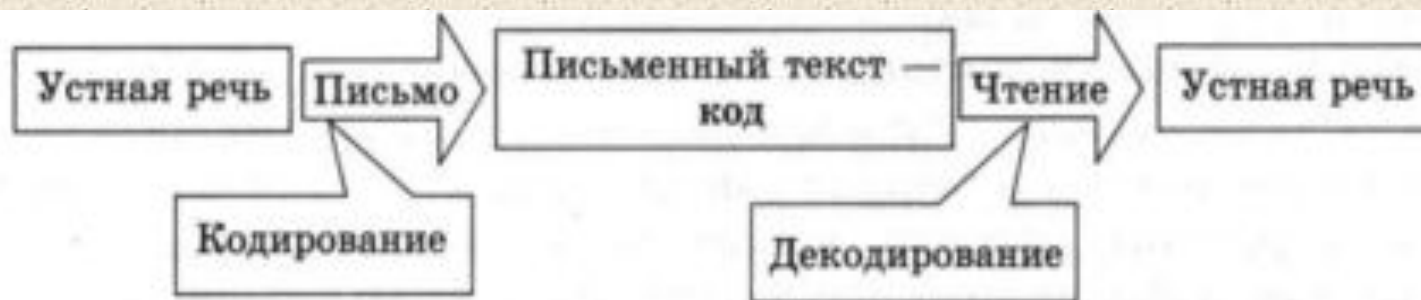 Устная речь
Письмо
Письменный текст —
код
Чтение
Устная речь
Кодирование
Декодирование